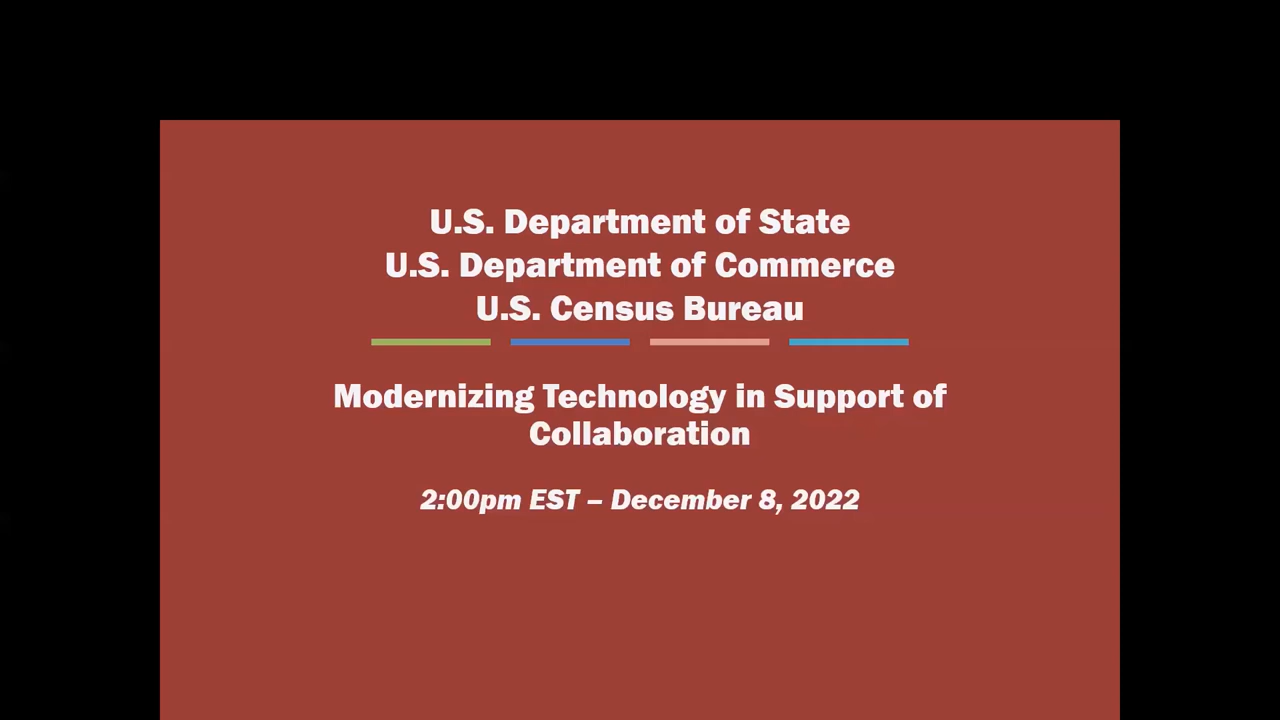 U.S. Department of State
U.S. Department of Commerce
U.S. Census Bureau
Modernizing Technology in Support of
Collaboration
2:00pm EST – December 8, 2022